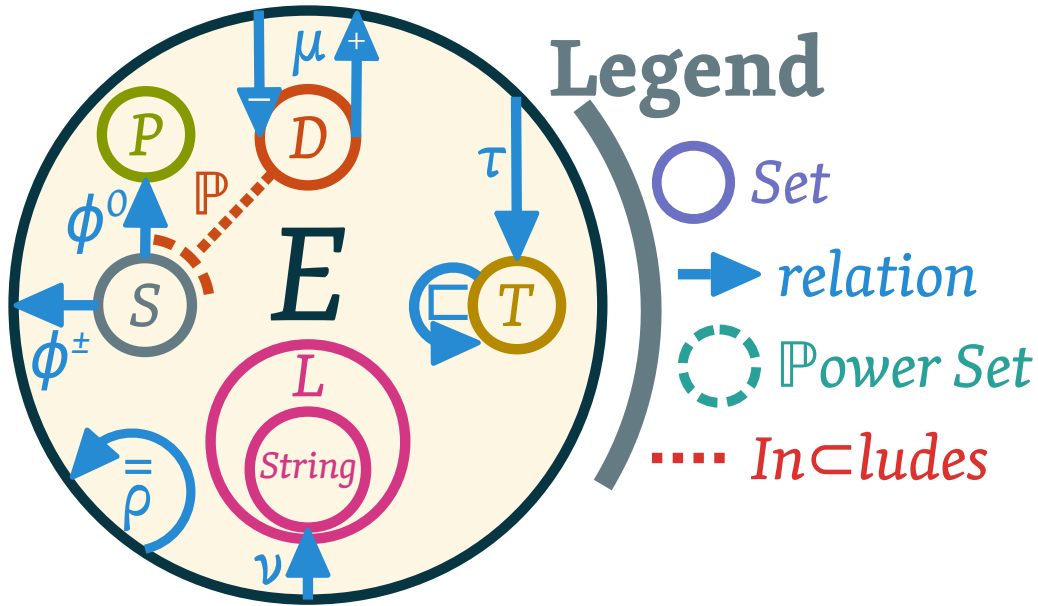 Legend
Set
relation
ℙower Set
In⊂ludes
μ
−
+
P
D
τ
ϕ⁰
ℙ
E
S
⊏
T
ϕ±
L
String
=
ρ
ν